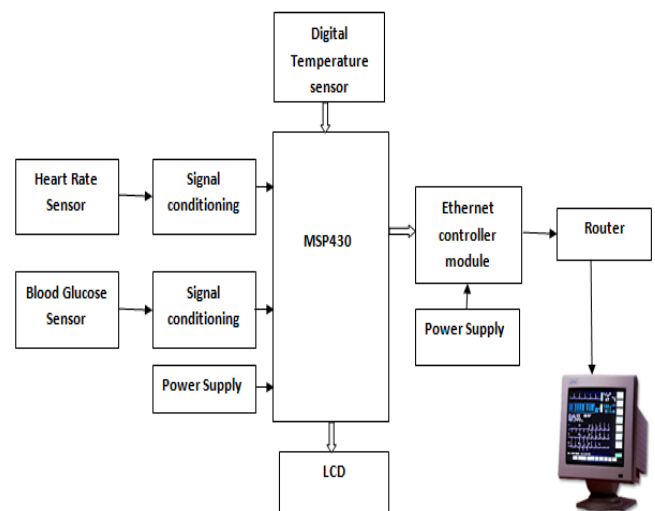 Digital
Temperature
sensor
Heart Rate
Sensor
Signal
conditioning
MSP430
Ethernet
controller
module
Router
Blood Glucose
Sensor
Signal
conditioning
Power Supply
Power Supply
LCD